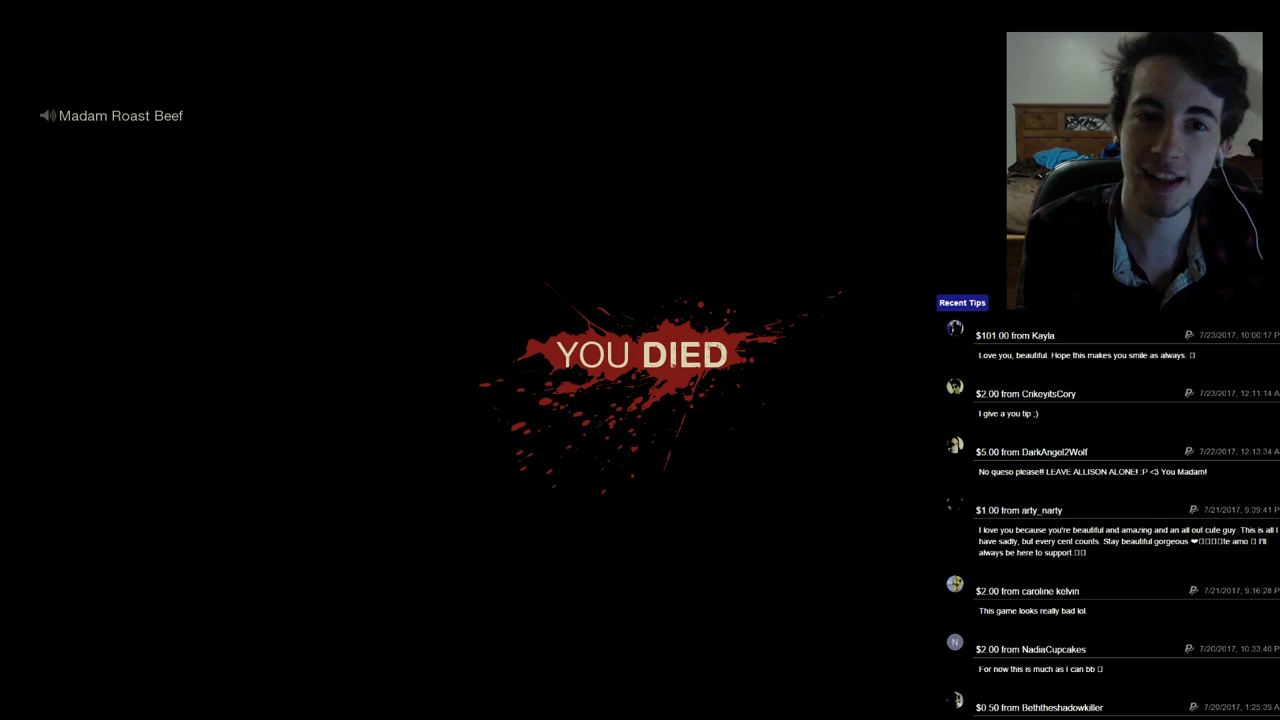 Madam Roast Beef
YOU DIED
Recent Tips
$101.00 from Kayla
7/23/2017, 10:00:17 P
Love you, beautiful. Hope this makes you smile as always.
$2.00 from CrikeyitsCory
7/23/2017, 12:11:14 A
I give a you tip ;)
$5.00 from DarkAngel2Wolf
7/22/2017, 12:13:34 A
No queso please!! LEAVE ALLISON ALONE! :P <3 You Madam!
$1.00 from arty_narty
7/21/2017, 9:39:41 P
I love you because you're beautiful and amazing and an all out cute guy. This is all I
have sadly, but every cent counts. Stay beautiful gorgeous ❤te amo I'll
always be here to support.
$2.00 from caroline kelvin
7/21/2017, 9:16:28 P
This game looks really bad lol.
N
$2.00 from NadiaCupcakes
7/20/2017, 10:33:40 P
For now this is much as I can bb
$0.50 from Beththeshadowkiller
7/20/2017, 1:25:39 A